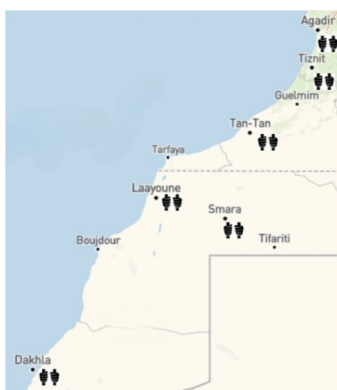 Agadir
Tiznit
Guelmim
Tan-Tan
Tarfaya
Laayoune
Smara
Boujdour
Tifariti
Dakhla